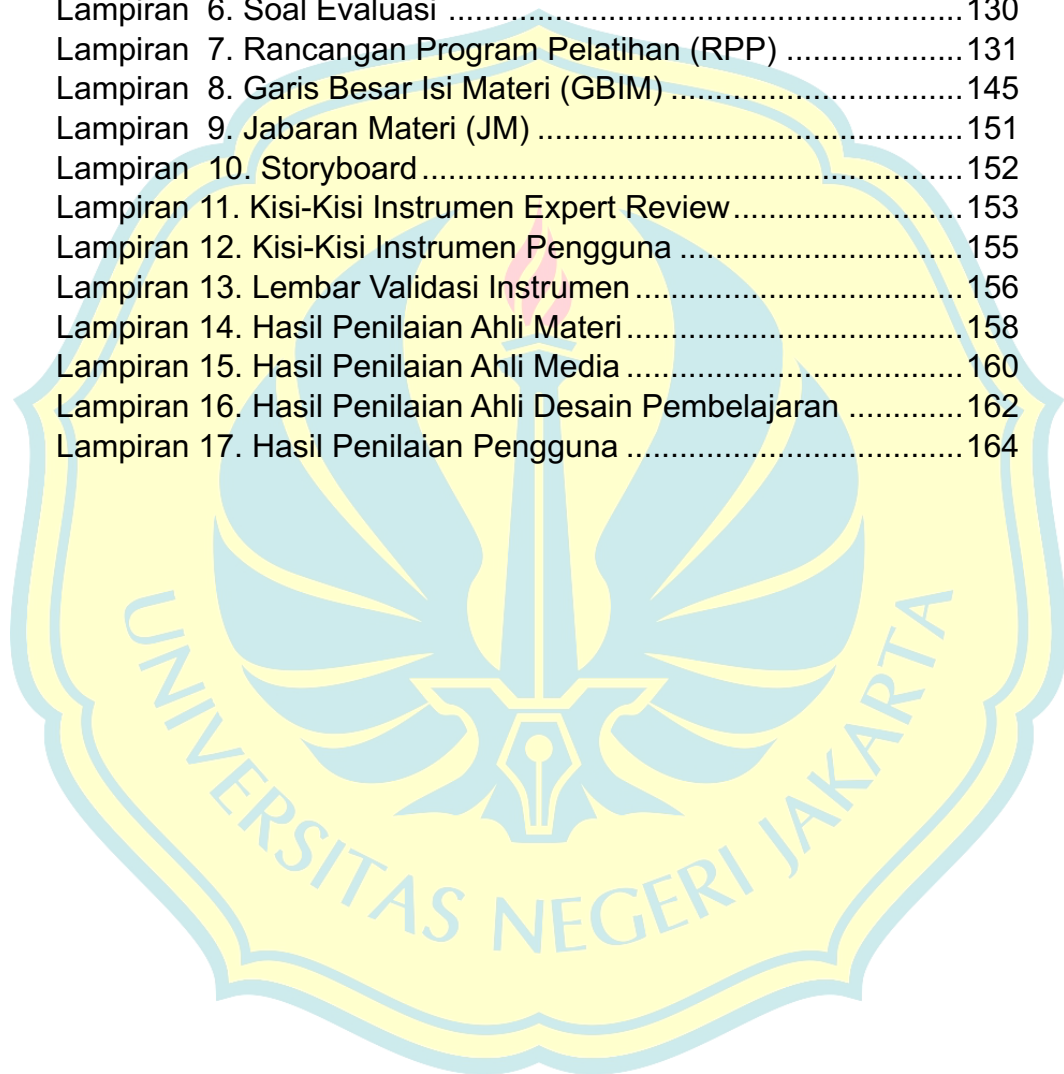 Lampiran 6. Soal Evaluasi ..........................................................130
Lampiran 7. Rancangan Program Pelatihan (RPP) ....................131
Lampiran 8. Garis Besar Isi Materi (GBIM) .................................145
Lampiran 9. Jabaran Materi (JM) ................................................151
Lampiran 10. Storyboard .............................................................152
Lampiran 11. Kisi-Kisi Instrumen Expert Review..........................153
Lampiran 12. Kisi-Kisi Instrumen Pengguna ................................155
Lampiran 13. Lembar Validasi Instrumen .....................................156
Lampiran 14. Hasil Penilaian Ahli Materi ......................................158
Lampiran 15. Hasil Penilaian Ahli Media ......................................160
Lampiran 16. Hasil Penilaian Ahli Desain Pembelajaran .............162
Lampiran 17. Hasil Penilaian Pengguna ......................................164
UNIVERSITAS NEGERI JAKARTA